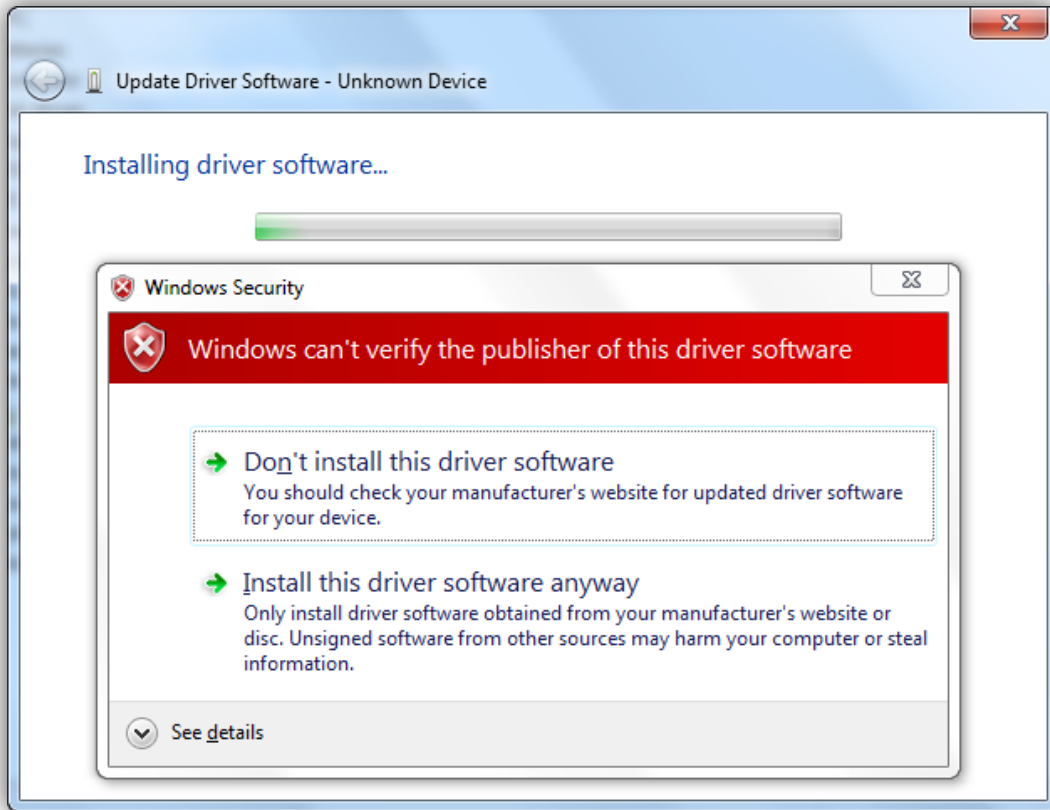 Update Driver Software - Unknown Device
Installing driver software...
Windows Security
Windows can't verify the publisher of this driver software
Don't install this driver software
You should check your manufacturer's website for updated driver software
for your device.
Install this driver software anyway
Only install driver software obtained from your manufacturer's website or
disc. Unsigned software from other sources may harm your computer or steal
information.
See details